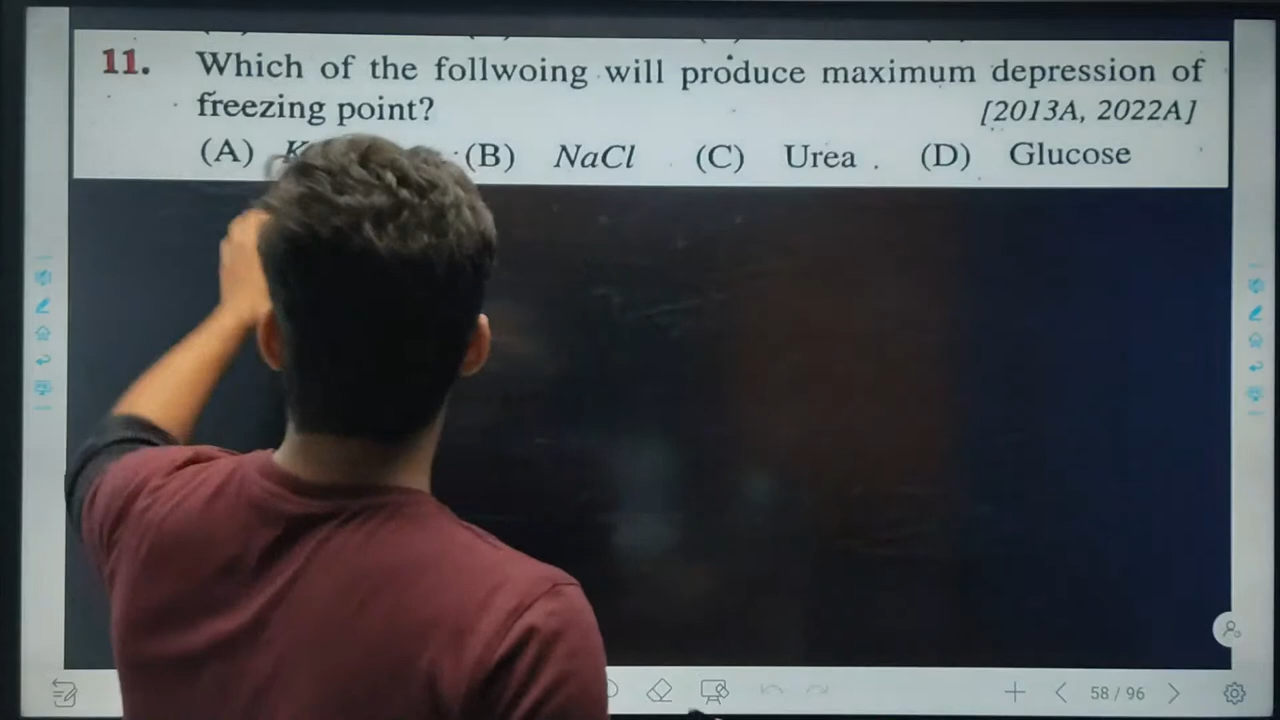 11. Which of the follwoing will produce maximum depression of
freezing point? [2013A, 2022A]
(A) (B) NaCl (C) Urea (D) Glucose
58 / 96